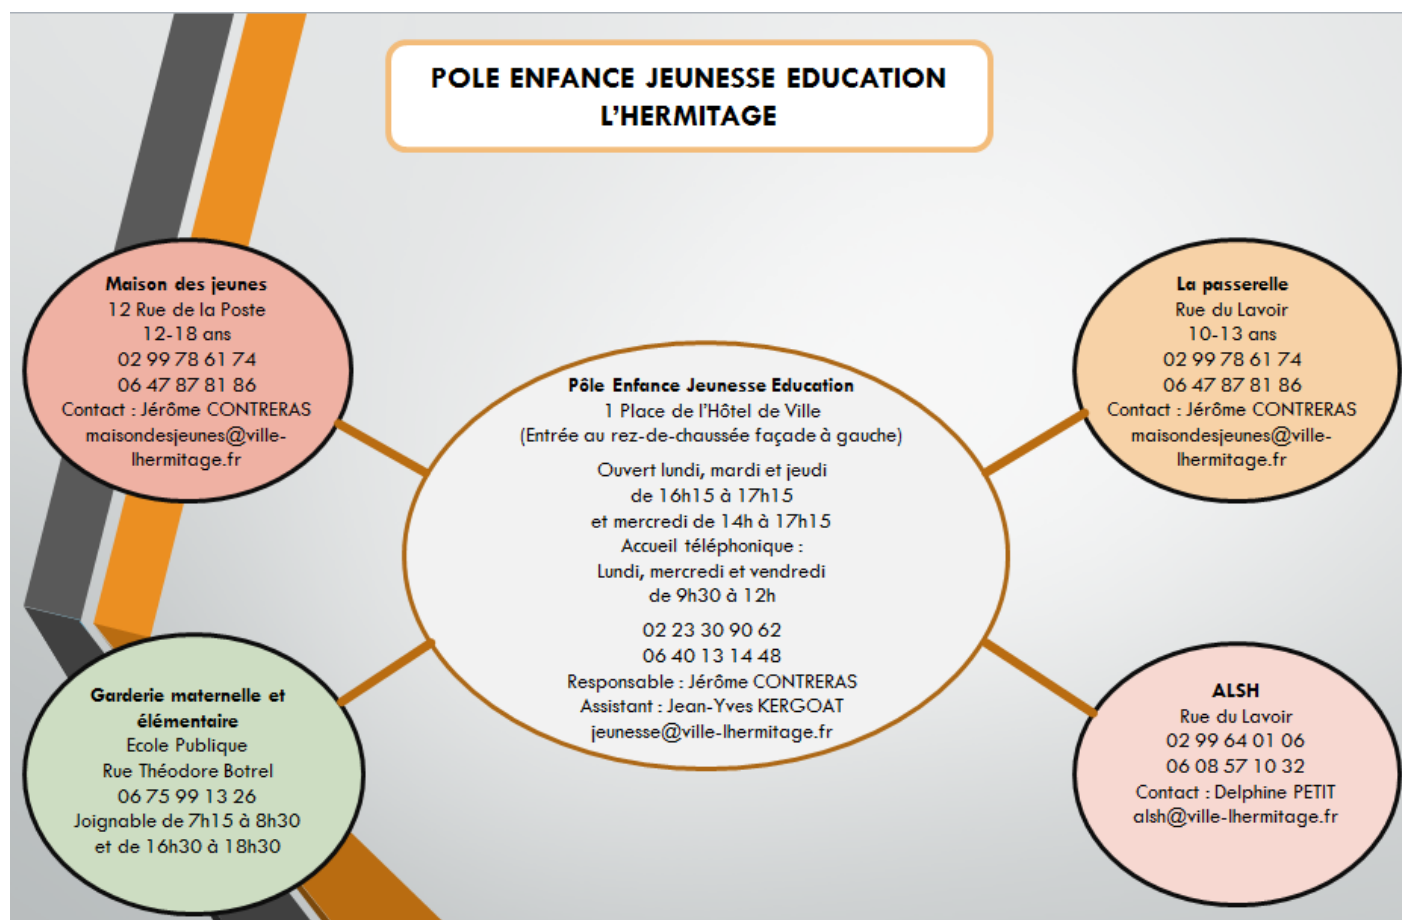 POLE ENFANCE JEUNESSE EDUCATION
L'HERMITAGE
Maison des jeunes
12 Rue de la Poste
12-18 ans
02 99 78 61 74
06 47 87 81 86
Contact : Jérôme CONTRERAS
maisondesjeunes@ville-
lhermitage.fr
La passerelle
Rue du Lavoir
10-13 ans
02 99 78 61 74
06 47 87 81 86
Contact : Jérôme CONTRERAS
maisondesjeunes@ville-
lhermitage.fr
Pôle Enfance Jeunesse Education
1 Place de l'Hôtel de Ville
(Entrée au rez-de-chaussée façade à gauche)
Ouvert lundi, mardi et jeudi
de 16h15 à 17h15
et mercredi de 14h à 17h15
Accueil téléphonique :
Lundi, mercredi et vendredi
de 9h30 à 12h
02 23 30 90 62
06 40 13 14 48
Responsable : Jérôme CONTRERAS
Assistant : Jean-Yves KERGOAT
jeunesse@ville-lhermitage.fr
Garderie maternelle et
élémentaire
Ecole Publique
Rue Théodore Botrel
06 75 99 13 26
Joignable de 7h15 à 8h30
et de 16h30 à 18h30
ALSH
Rue du Lavoir
02 99 64 01 06
06 08 57 10 32
Contact : Delphine PETIT
alsh@ville-lhermitage.fr